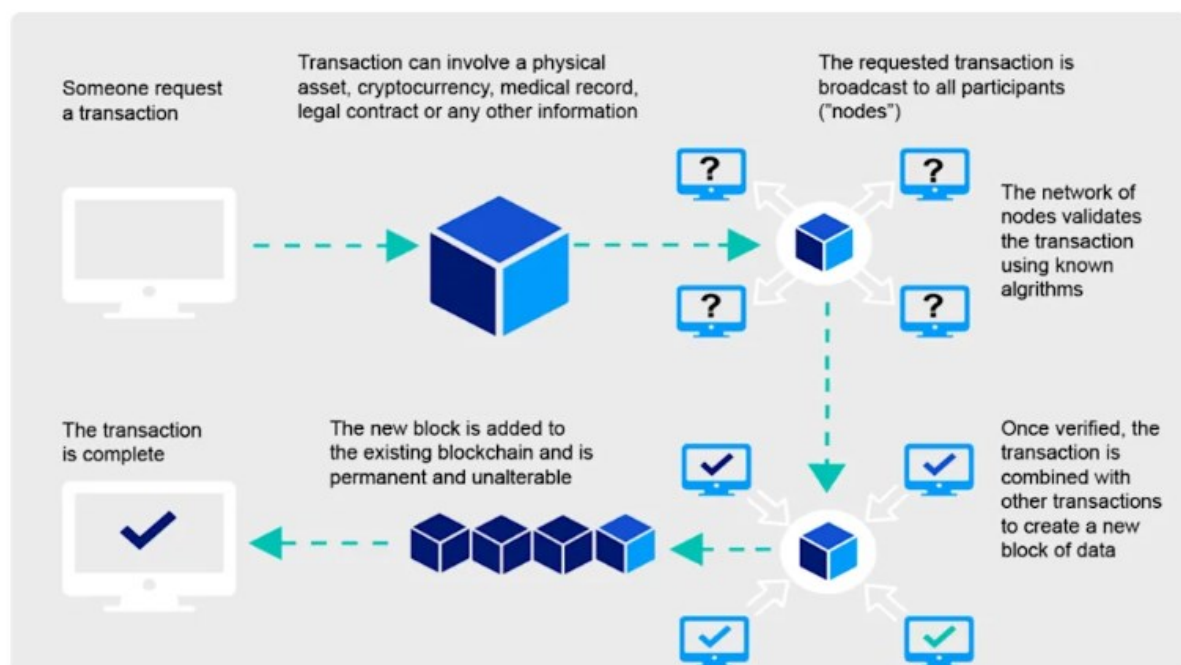 Someone request
a transaction
Transaction can involve a physical
asset, cryptocurrency, medical record,
legal contract or any other information
The requested transaction is
broadcast to all participants
("nodes")
?
?
?
?
The network of
nodes validates
the transaction
using known
algorithms
Once verified, the
transaction is
combined with
other transactions
to create a new
block of data
The new block is added to
the existing blockchain and is
permanent and unalterable
The transaction
is complete